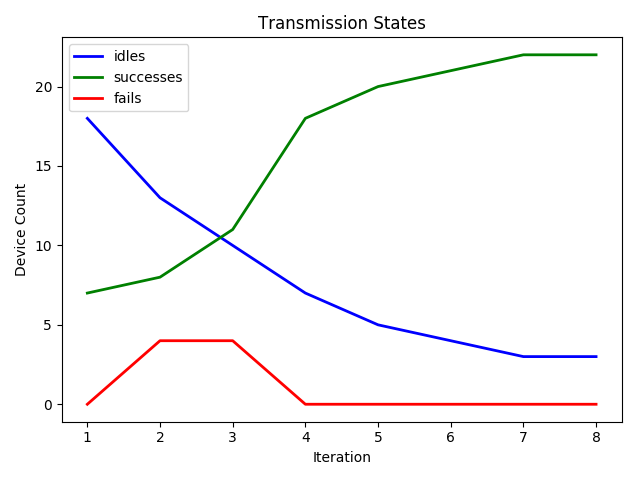 Transmission States
idles
successes
fails
Device Count
20
15
10
5
0
1 2 3 4 5 6 7 8
Iteration